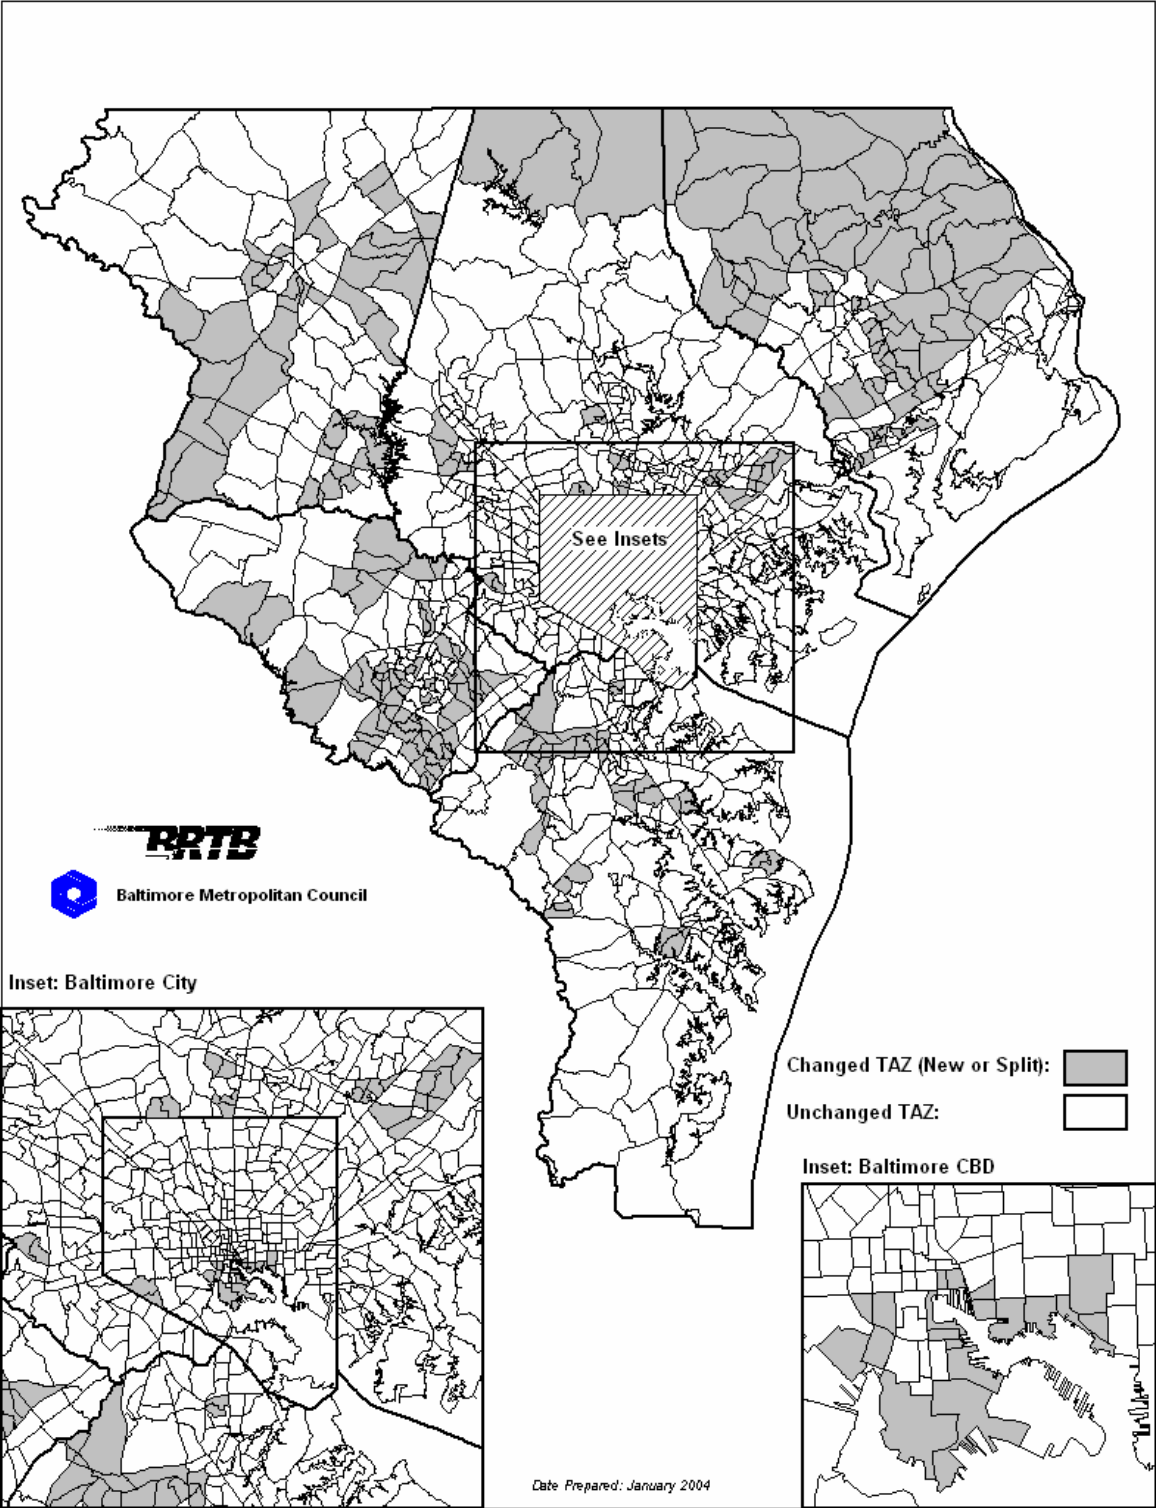 See Insets
BRTB
Baltimore Metropolitan Council
Inset: Baltimore City
Changed TAZ (New or Split):
Unchanged TAZ:
Inset: Baltimore CBD
Date Prepared: January 2004